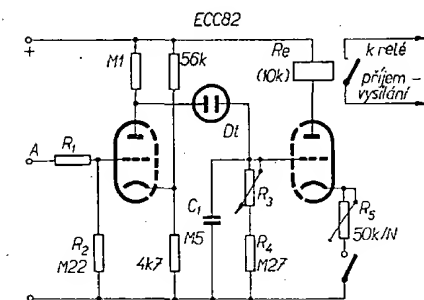 ECC82
+
M1
56k
Re
(10k)
k relé
příjem-
vysílání
Dt
A
R1
C1
R3
R5
50k/N
R2
M22
4k7
M5
R4
M27